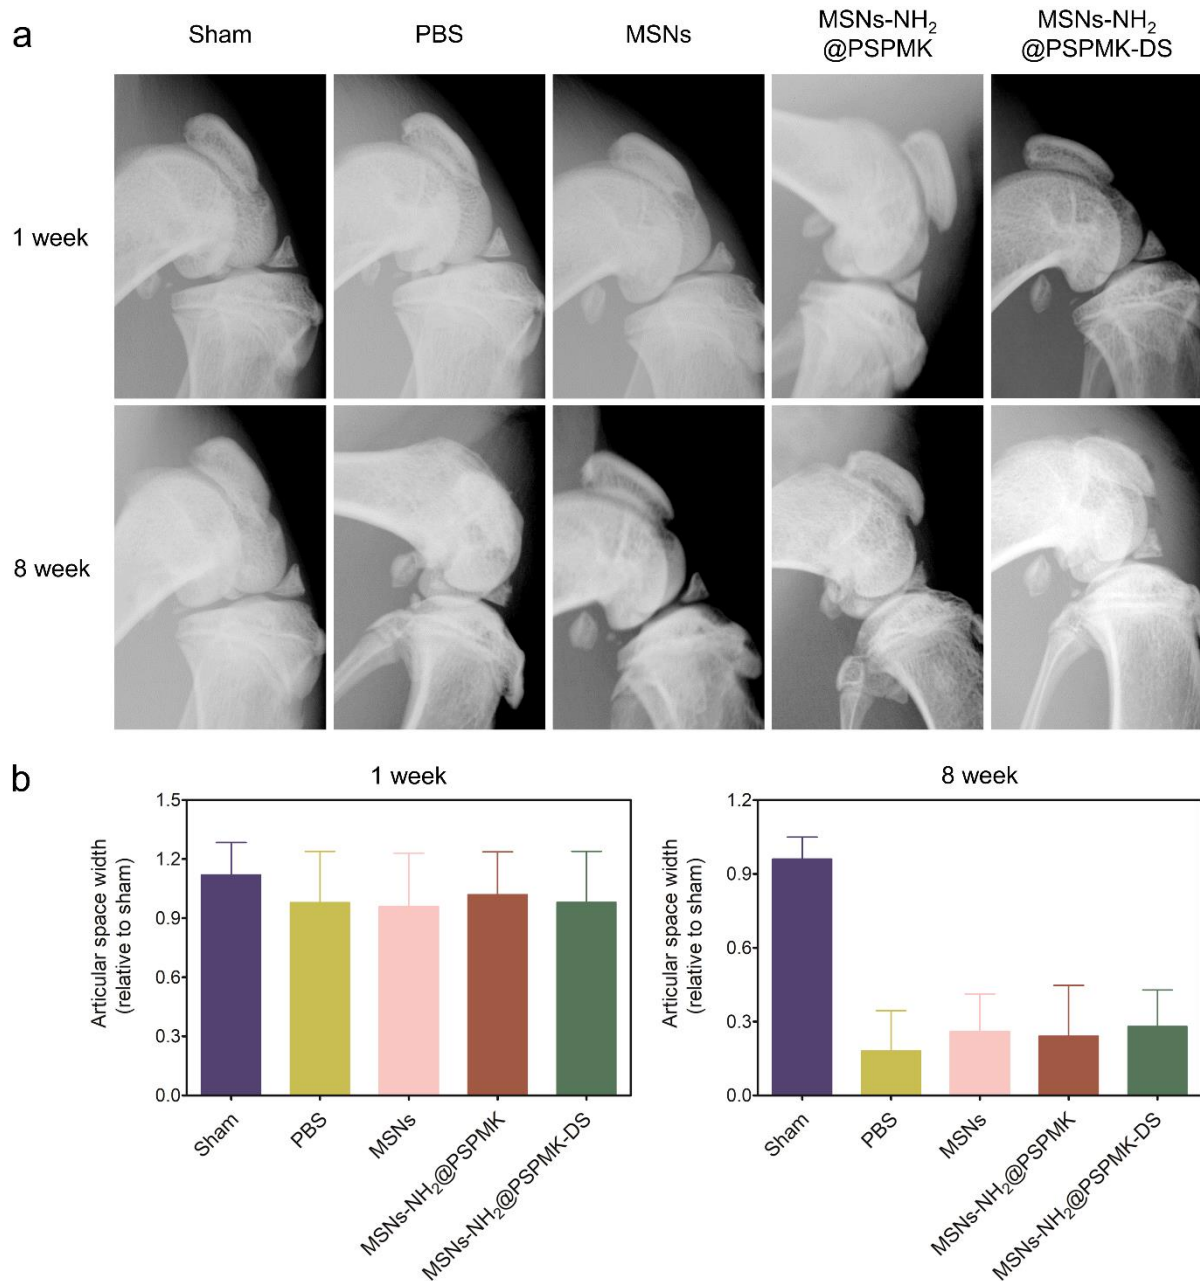 a
Sham
PBS
MSNs
MSNs-NH₂
@PSPMK
MSNs-NH₂
@PSPMK-DS
1 week
8 week
b
1 week
Articular space width
(relative to sham)
1.5
1.2
0.9
0.6
0.3
0.0
Sham
PBS
MSNs
MSNs-NH₂@PSPMK
MSNs-NH₂@PSPMK-DS
8 week
Articular space width
(relative to sham)
1.2
0.9
0.6
0.3
0.0
Sham
PBS
MSNs
MSNs-NH₂@PSPMK
MSNs-NH₂@PSPMK-DS